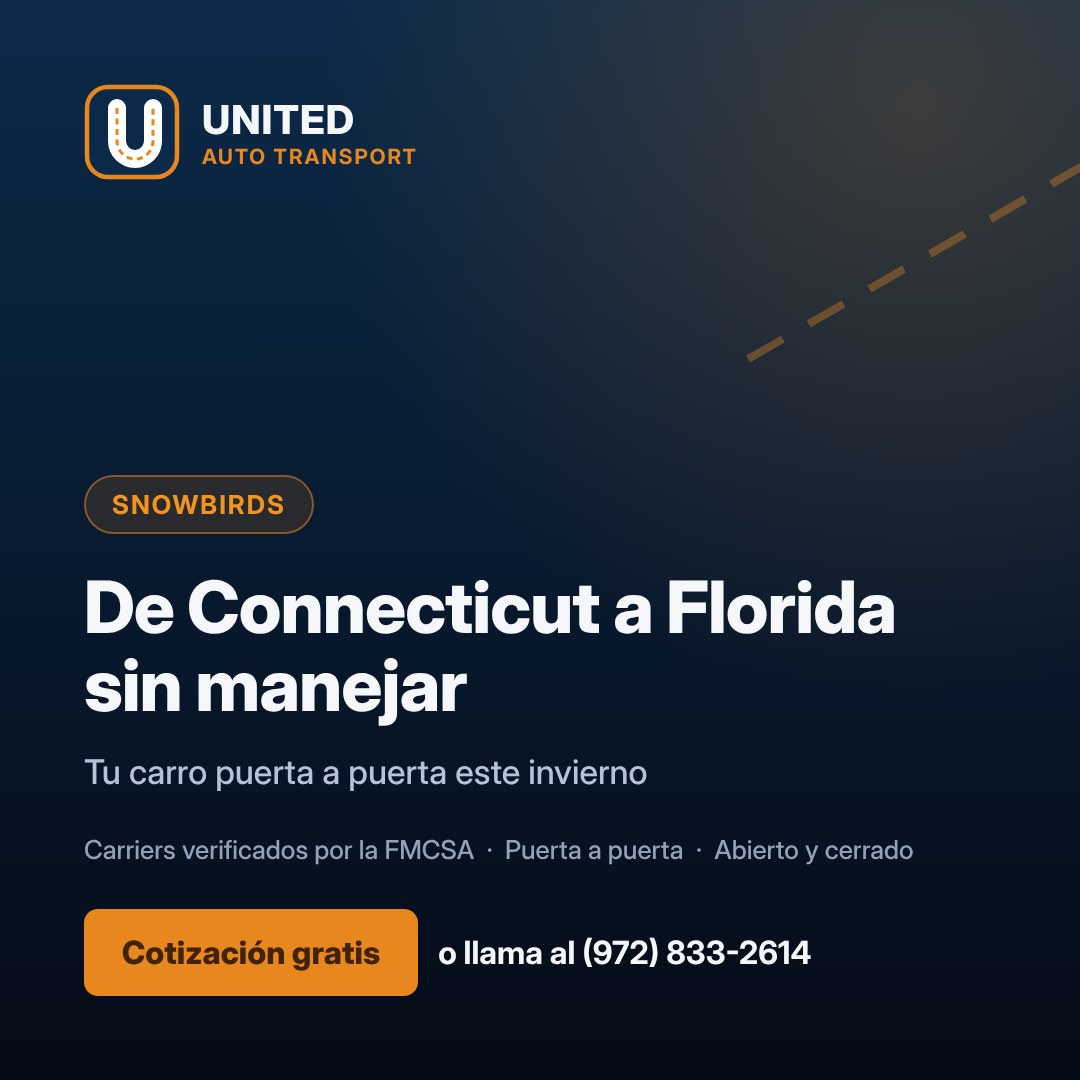 UNITED
AUTO TRANSPORT
SNOWBIRDS
De Connecticut a Florida
sin manejar
Tu carro puerta a puerta este invierno
Carriers verificados por la FMCSA · Puerta a puerta · Abierto y cerrado
Cotización gratis o llama al (972) 833-2614